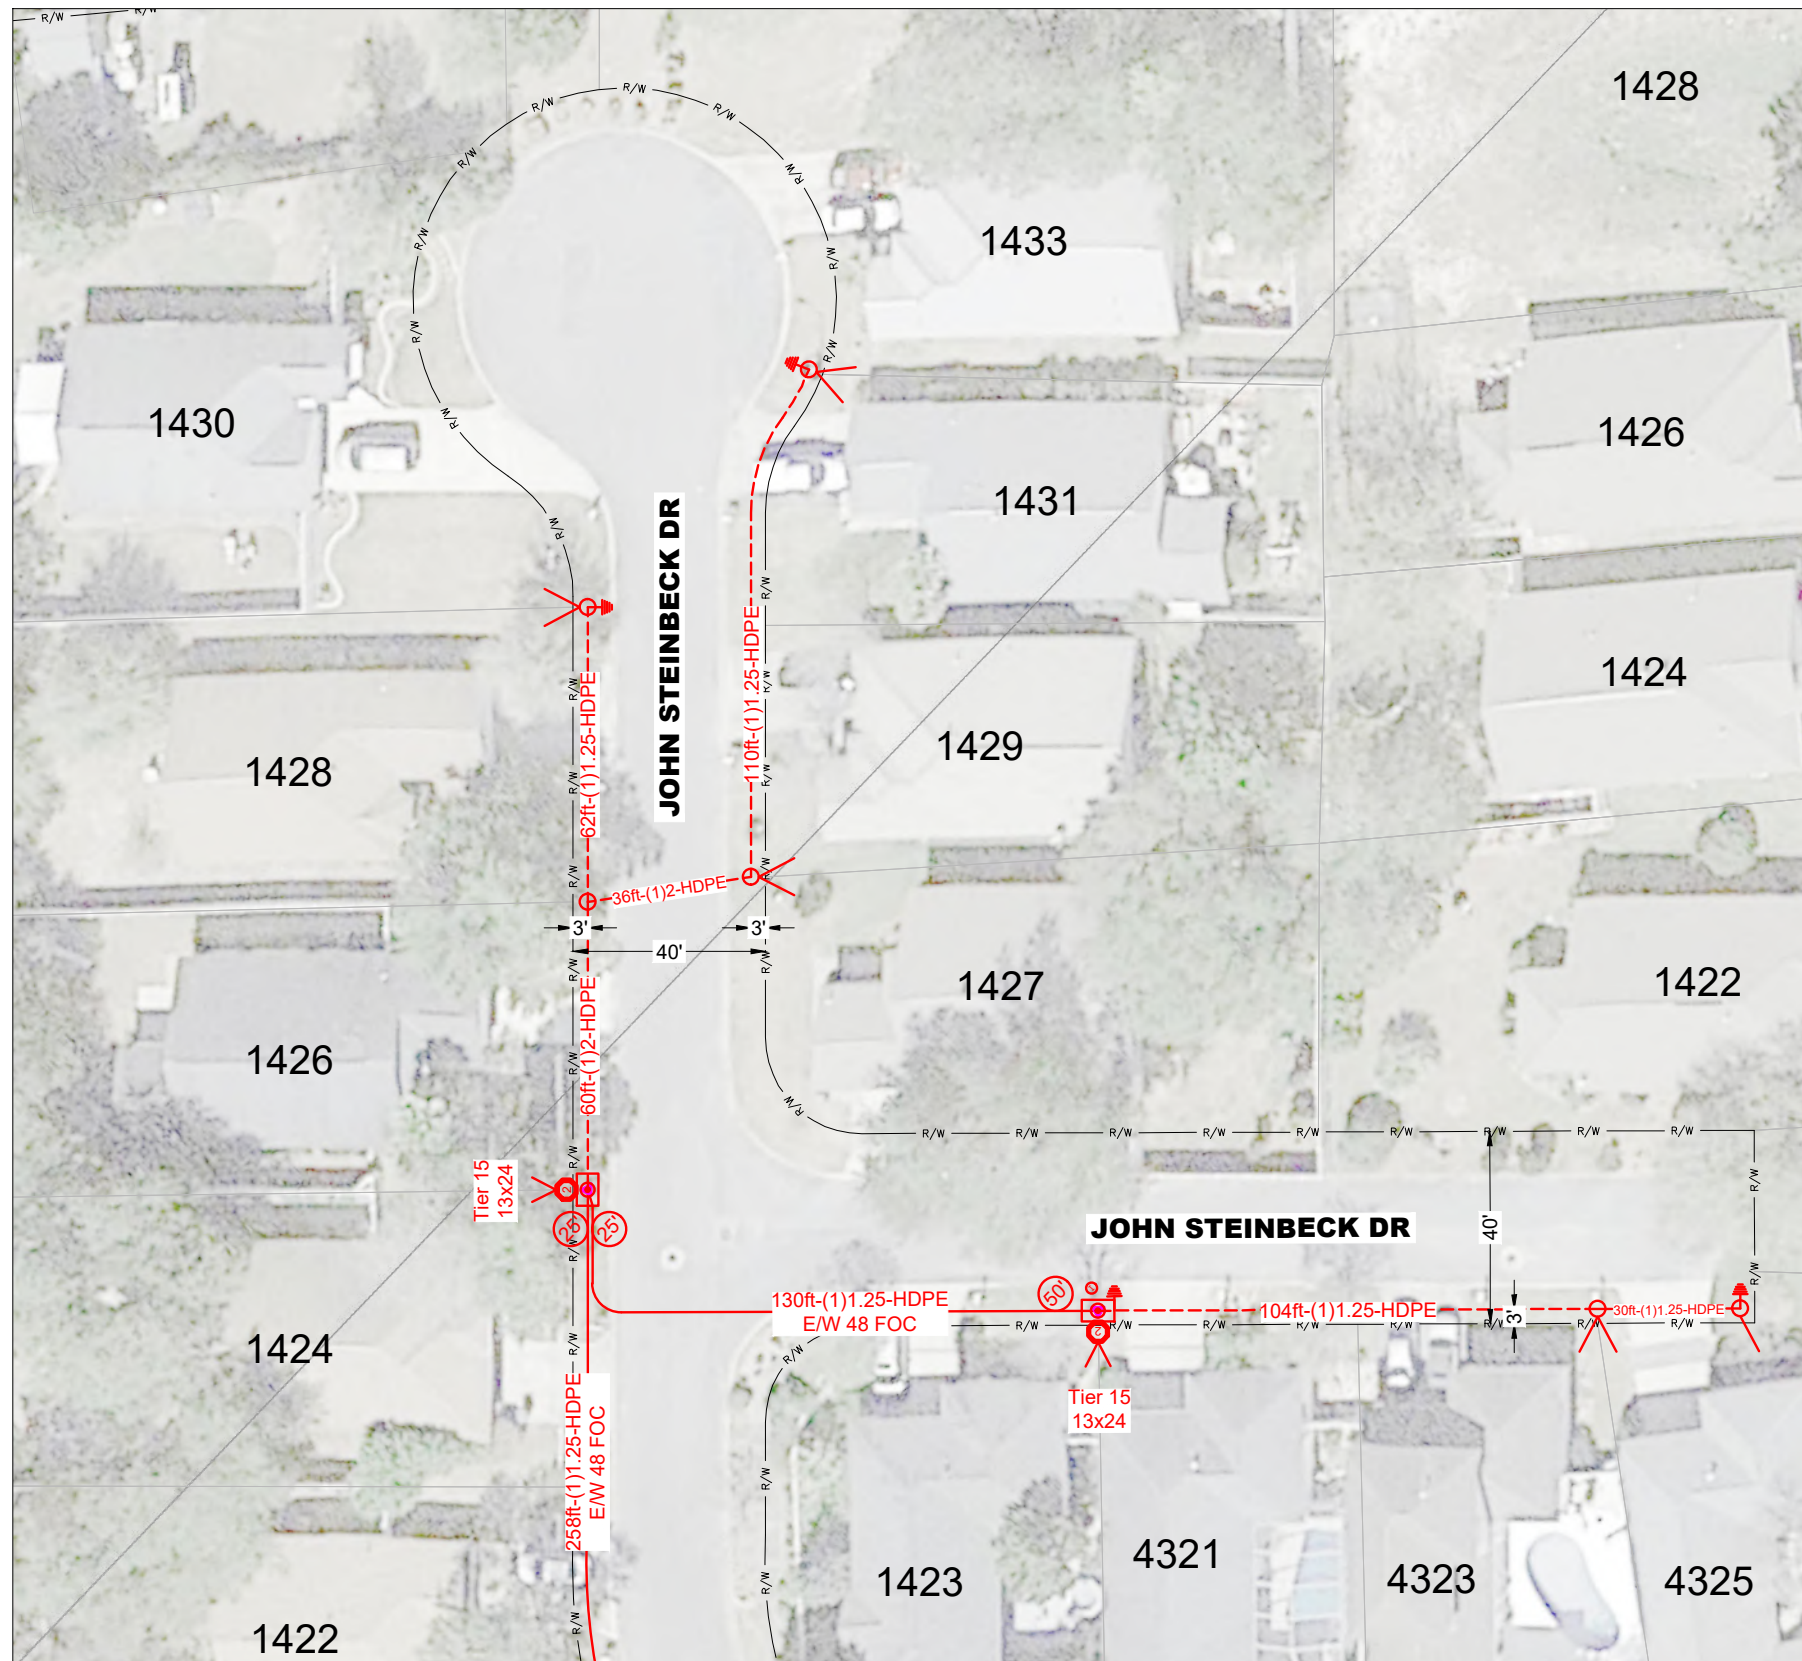 R/W
R/W
R/W
R/W
R/W
R/W
R/W
R/W
R/W
R/W
R/W
R/W
R/W
R/W
1428
1433
1430
1426
1431
JOHN STEINBECK DR
R/W
R/W
R/W
R/W
62ft-(1)1.25-HDPE
110ft-(1)1.25-HDPE
1424
1429
1428
R/W
R/W
R/W
R/W
36ft-(1)2-HDPE
3'
3'
40'
R/W
R/W
1427
1422
1426
60ft-(1)2-HDPE
R/W
R/W
R/W
R/W
R/W
R/W
R/W
R/W
R/W
R/W
R/W
R/W
R/W
R/W
Tier 15
13x24
2
25'
25'
R/W
JOHN STEINBECK DR
40'
R/W
50'
130ft-(1)1.25-HDPE
E/W 48 FOC
104ft-(1)1.25-HDPE
30ft-(1)1.25-HDPE
3'
R/W
R/W
R/W
R/W
R/W
R/W
R/W
R/W
R/W
2
Tier 15
13x24
1424
R/W
258ft-(1)1.25-HDPE
E/W 48 FOC
R/W
R/W
R/W
1423
4321
4323
4325
1422